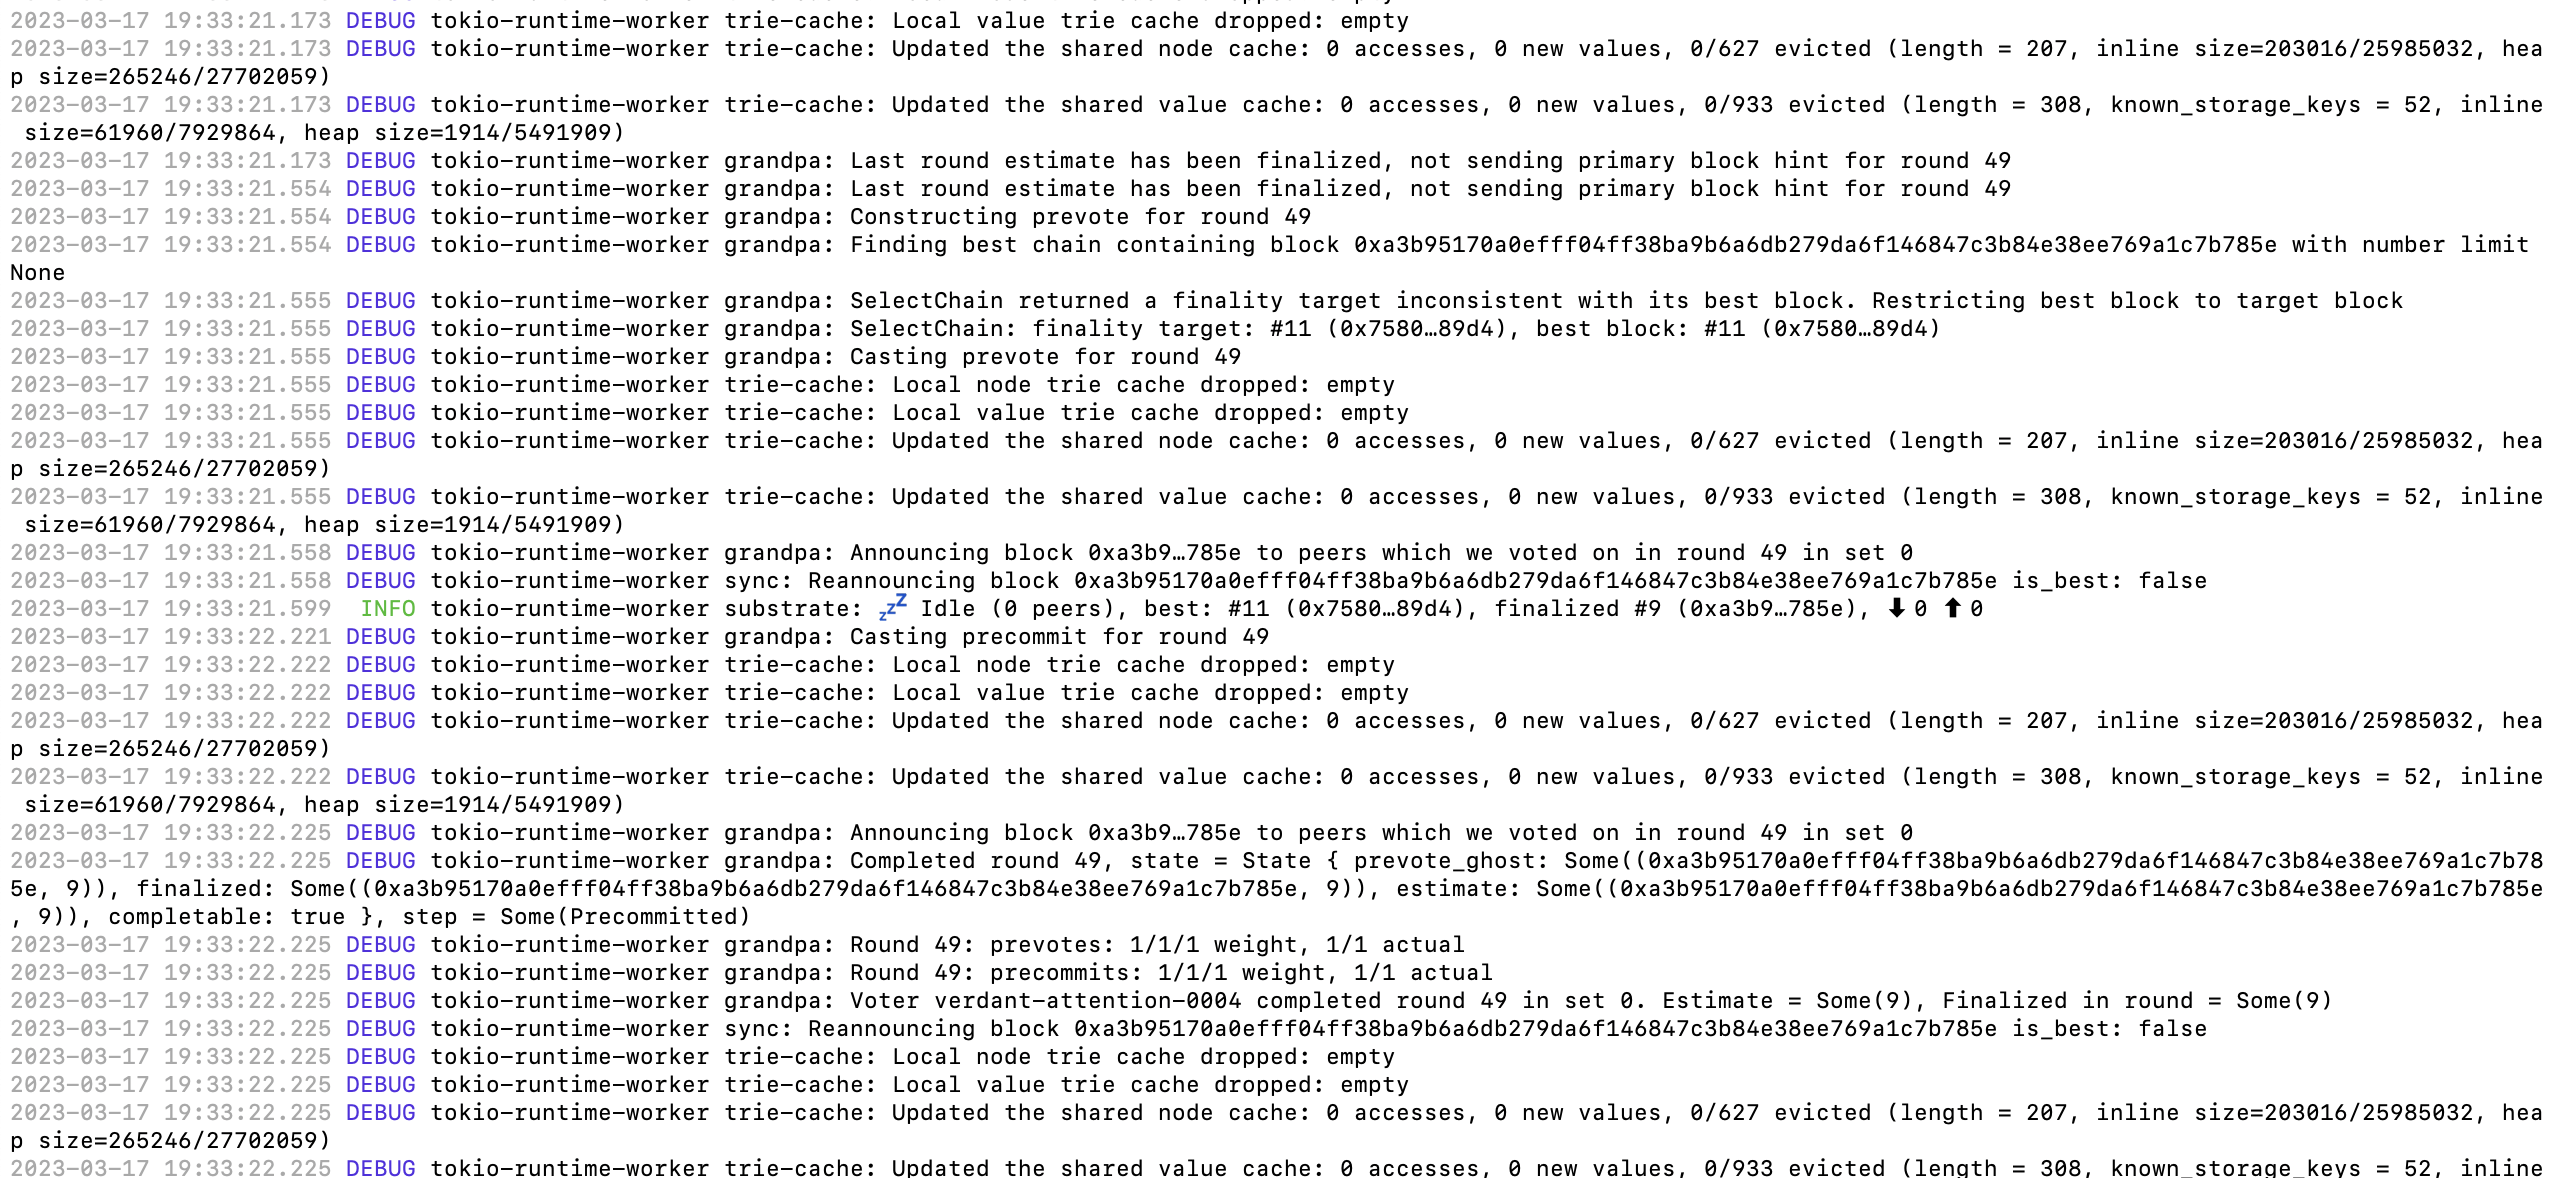 2023-03-17 19:33:21.173 DEBUG tokio-runtime-worker trie-cache: Local value trie cache dropped: empty
2023-03-17 19:33:21.173 DEBUG tokio-runtime-worker trie-cache: Updated the shared node cache: 0 accesses, 0 new values, 0/627 evicted (length = 207, inline size=203016/25985032, hea
p size=265246/27702059)
2023-03-17 19:33:21.173 DEBUG tokio-runtime-worker trie-cache: Updated the shared value cache: 0 accesses, 0 new values, 0/933 evicted (length = 308, known_storage_keys = 52, inline
size=61960/7929864, heap size=1914/5491909)
2023-03-17 19:33:21.173 DEBUG tokio-runtime-worker grandpa: Last round estimate has been finalized, not sending primary block hint for round 49
2023-03-17 19:33:21.554 DEBUG tokio-runtime-worker grandpa: Last round estimate has been finalized, not sending primary block hint for round 49
2023-03-17 19:33:21.554 DEBUG tokio-runtime-worker grandpa: Constructing prevote for round 49
2023-03-17 19:33:21.554 DEBUG tokio-runtime-worker grandpa: Finding best chain containing block 0xa3b95170a0efff04ff38ba9b6a6db279da6f146847c3b84e38ee769a1c7b785e with number limit
None
2023-03-17 19:33:21.555 DEBUG tokio-runtime-worker grandpa: SelectChain returned a finality target inconsistent with its best block. Restricting best block to target block
2023-03-17 19:33:21.555 DEBUG tokio-runtime-worker grandpa: SelectChain: finality target: #11 (0x7580…89d4), best block: #11 (0x7580…89d4)
2023-03-17 19:33:21.555 DEBUG tokio-runtime-worker grandpa: Casting prevote for round 49
2023-03-17 19:33:21.555 DEBUG tokio-runtime-worker trie-cache: Local node trie cache dropped: empty
2023-03-17 19:33:21.555 DEBUG tokio-runtime-worker trie-cache: Local value trie cache dropped: empty
2023-03-17 19:33:21.555 DEBUG tokio-runtime-worker trie-cache: Updated the shared node cache: 0 accesses, 0 new values, 0/627 evicted (length = 207, inline size=203016/25985032, hea
p size=265246/27702059)
2023-03-17 19:33:21.555 DEBUG tokio-runtime-worker trie-cache: Updated the shared value cache: 0 accesses, 0 new values, 0/933 evicted (length = 308, known_storage_keys = 52, inline
size=61960/7929864, heap size=1914/5491909)
2023-03-17 19:33:21.558 DEBUG tokio-runtime-worker grandpa: Announcing block 0xa3b9…785e to peers which we voted on in round 49 in set 0
2023-03-17 19:33:21.558 DEBUG tokio-runtime-worker sync: Reannouncing block 0xa3b95170a0efff04ff38ba9b6a6db279da6f146847c3b84e38ee769a1c7b785e is_best: false
2023-03-17 19:33:21.599  INFO tokio-runtime-worker substrate: 💤 Idle (0 peers), best: #11 (0x7580…89d4), finalized #9 (0xa3b9…785e), ⬇ 0 ⬆ 0
2023-03-17 19:33:22.221 DEBUG tokio-runtime-worker grandpa: Casting precommit for round 49
2023-03-17 19:33:22.222 DEBUG tokio-runtime-worker trie-cache: Local node trie cache dropped: empty
2023-03-17 19:33:22.222 DEBUG tokio-runtime-worker trie-cache: Local value trie cache dropped: empty
2023-03-17 19:33:22.222 DEBUG tokio-runtime-worker trie-cache: Updated the shared node cache: 0 accesses, 0 new values, 0/627 evicted (length = 207, inline size=203016/25985032, hea
p size=265246/27702059)
2023-03-17 19:33:22.222 DEBUG tokio-runtime-worker trie-cache: Updated the shared value cache: 0 accesses, 0 new values, 0/933 evicted (length = 308, known_storage_keys = 52, inline
size=61960/7929864, heap size=1914/5491909)
2023-03-17 19:33:22.225 DEBUG tokio-runtime-worker grandpa: Announcing block 0xa3b9…785e to peers which we voted on in round 49 in set 0
2023-03-17 19:33:22.225 DEBUG tokio-runtime-worker grandpa: Completed round 49, state = State { prevote_ghost: Some((0xa3b95170a0efff04ff38ba9b6a6db279da6f146847c3b84e38ee769a1c7b78
5e, 9)), finalized: Some((0xa3b95170a0efff04ff38ba9b6a6db279da6f146847c3b84e38ee769a1c7b785e, 9)), estimate: Some((0xa3b95170a0efff04ff38ba9b6a6db279da6f146847c3b84e38ee769a1c7b785e
, 9)), completable: true }, step = Some(Precommitted)
2023-03-17 19:33:22.225 DEBUG tokio-runtime-worker grandpa: Round 49: prevotes: 1/1/1 weight, 1/1 actual
2023-03-17 19:33:22.225 DEBUG tokio-runtime-worker grandpa: Round 49: precommits: 1/1/1 weight, 1/1 actual
2023-03-17 19:33:22.225 DEBUG tokio-runtime-worker grandpa: Voter verdant-attention-0004 completed round 49 in set 0. Estimate = Some(9), Finalized in round = Some(9)
2023-03-17 19:33:22.225 DEBUG tokio-runtime-worker sync: Reannouncing block 0xa3b95170a0efff04ff38ba9b6a6db279da6f146847c3b84e38ee769a1c7b785e is_best: false
2023-03-17 19:33:22.225 DEBUG tokio-runtime-worker trie-cache: Local node trie cache dropped: empty
2023-03-17 19:33:22.225 DEBUG tokio-runtime-worker trie-cache: Local value trie cache dropped: empty
2023-03-17 19:33:22.225 DEBUG tokio-runtime-worker trie-cache: Updated the shared node cache: 0 accesses, 0 new values, 0/627 evicted (length = 207, inline size=203016/25985032, hea
p size=265246/27702059)
2023-03-17 19:33:22.225 DEBUG tokio-runtime-worker trie-cache: Updated the shared value cache: 0 accesses, 0 new values, 0/933 evicted (length = 308, known_storage_keys = 52, inline